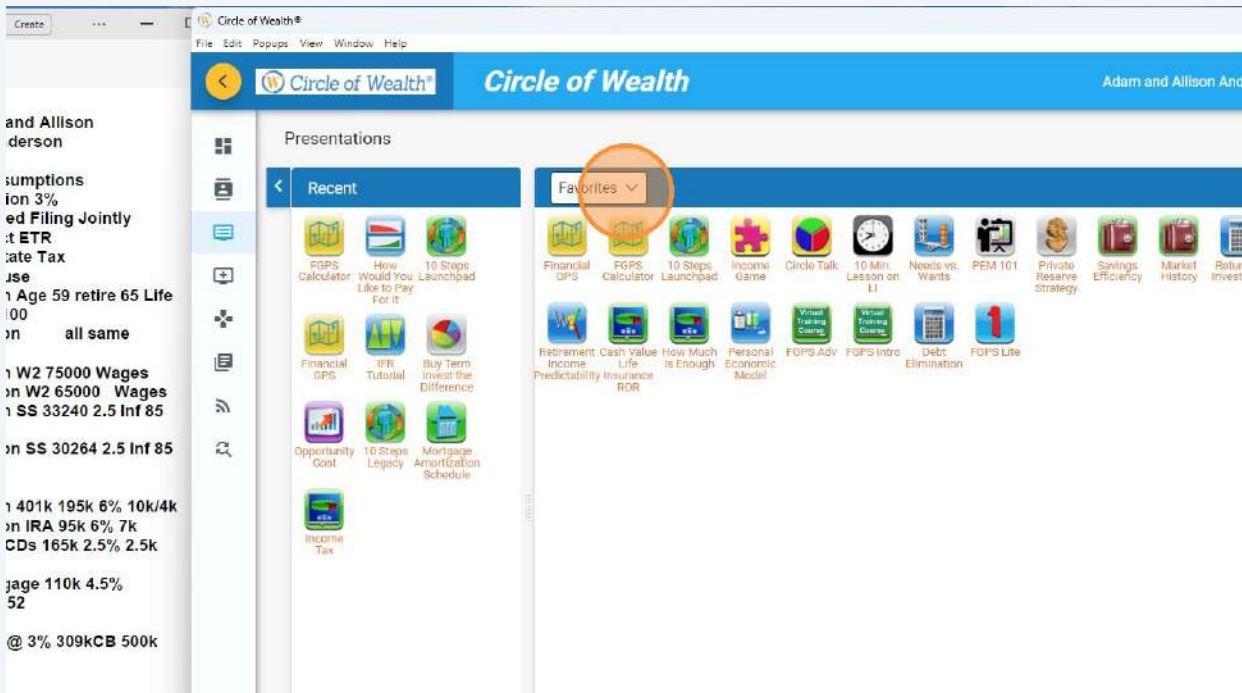 Create ...
and Allison
derson
sumptions
ion 3%
ed Filing Jointly
ct ETR
tate Tax
use
n Age 59 retire 65 Life
100
on all same
n W2 75000 Wages
on W2 65000 Wages
n SS 33240 2.5 Inf 85
on SS 30264 2.5 Inf 85
n 401k 195k 6% 10k/4k
on IRA 95k 6% 7k
CDs 165k 2.5% 2.5k
gage 110k 4.5%
52
@ 3% 309kCB 500k
Circle of Wealth®
File Edit Popups View Window Help
Circle of Wealth®
Circle of Wealth
Adam and Allison And
Presentations
Recent
FGPS
Calculator
How
Would You
Like to Pay
For it
10 Steps
Launchpad
Financial
GPS
IFR
Tutorial
Buy Term
Invest the
Difference
Opportunity
Cost
10 Steps
Legacy
Mortgage
Amortization
Schedule
Income
Tax
Favorites
Financial
GPS
FGPS
Calculator
10 Steps
Launchpad
Income
Game
Circle Talk
10 Min.
Lesson on
LI
Needs vs.
Wants
PEM 101
Private
Reserve
Strategy
Savings
Efficiency
Market
History
Invest
Retirement
Income
Predictability
Cash Value
Life
Insurance
ROR
How Much
is Enough
Personal
Economic
Model
Virtual
Training
Course
FGPS Adv
Virtual
Training
Course
FGPS Intro
Debt
Elimination
1
FGPS Lite